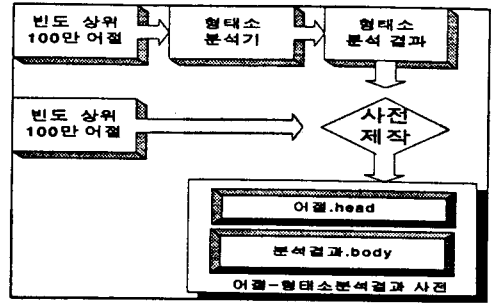 빈도 상위
100만 어절
형태소
분석기
형태소
분석 결과
빈도 상위
100만 어절
사전
제작
어절.head
분석결과.body
어절-형태소분석결과 사전